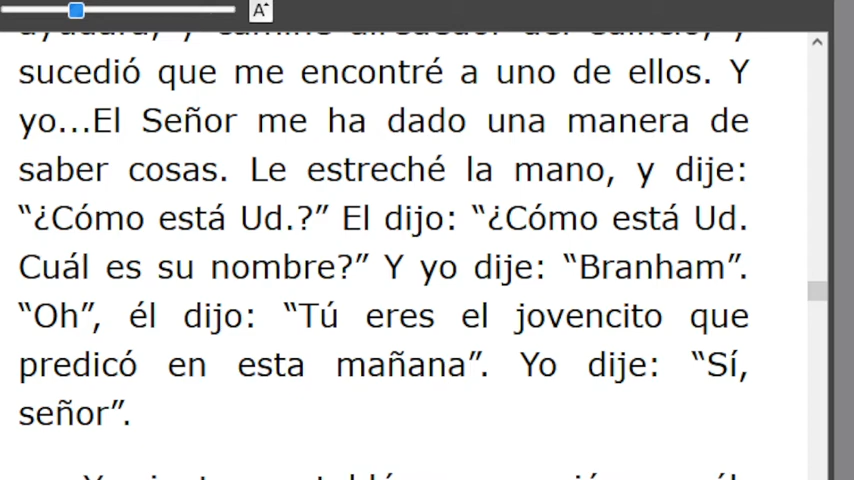 A
sucedió que me encontré a uno de ellos. Y
yo...El Señor me ha dado una manera de
saber cosas. Le estreché la mano, y dije:
“¿Cómo está Ud.?” El dijo: “¿Cómo está Ud.
Cuál es su nombre?” Y yo dije: “Branham”.
“Oh”, él dijo: “Tú eres el jovencito que
predicó en esta mañana”. Yo dije: “Sí,
señor”.